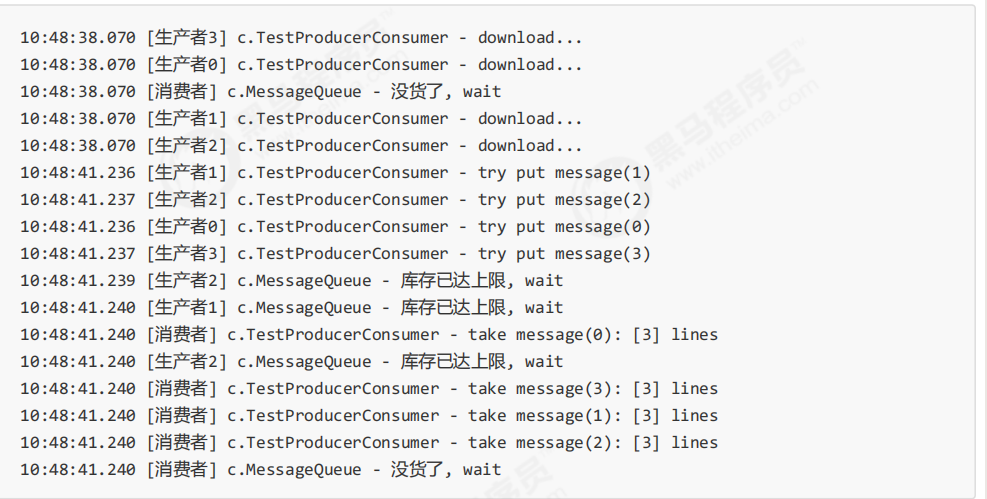 10:48:38.070 [生产者3] c.TestProducerConsumer - download...
10:48:38.070 [生产者0] c.TestProducerConsumer - download...
10:48:38.070 [消费者] c.MessageQueue - 没货了, wait
10:48:38.070 [生产者1] c.TestProducerConsumer - download...
10:48:38.070 [生产者2] c.TestProducerConsumer - download...
10:48:41.236 [生产者1] c.TestProducerConsumer - try put message(1)
10:48:41.237 [生产者2] c.TestProducerConsumer - try put message(2)
10:48:41.236 [生产者0] c.TestProducerConsumer - try put message(0)
10:48:41.237 [生产者3] c.TestProducerConsumer - try put message(3)
10:48:41.239 [生产者2] c.MessageQueue - 库存已达上限, wait
10:48:41.240 [生产者1] c.MessageQueue - 库存已达上限, wait
10:48:41.240 [消费者] c.TestProducerConsumer - take message(0): [3] lines
10:48:41.240 [生产者2] c.MessageQueue - 库存已达上限, wait
10:48:41.240 [消费者] c.TestProducerConsumer - take message(3): [3] lines
10:48:41.240 [消费者] c.TestProducerConsumer - take message(1): [3] lines
10:48:41.240 [消费者] c.TestProducerConsumer - take message(2): [3] lines
10:48:41.240 [消费者] c.MessageQueue - 没货了, wait
黑马程序员
www.itheima.com